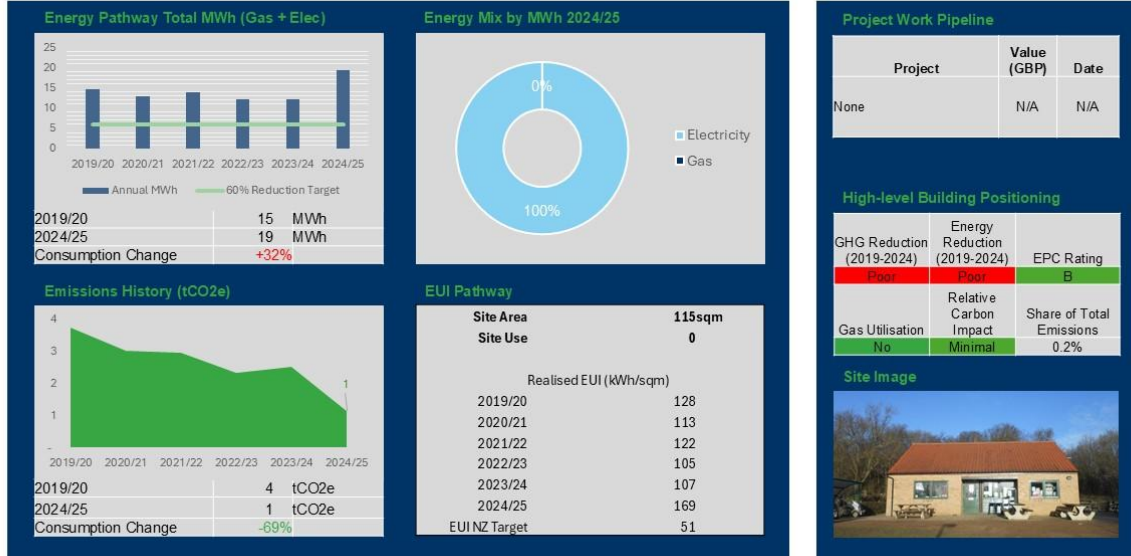 Energy Pathway Total MWh (Gas + Elec)
25
20
15
10
5
0
2019/20 2020/21 2021/22 2022/23 2023/24 2024/25
Annual MWh 60% Reduction Target
2019/20 15 MWh
2024/25 19 MWh
Consumption Change +32%
Energy Mix by MWh 2024/25
0%
100%
Electricity
Gas
Emissions History (tCO2e)
4
3
2
1
-
1
2019/20 2020/21 2021/22 2022/23 2023/24 2024/25
2019/20 4 tCO2e
2024/25 1 tCO2e
Consumption Change -69%
EUI Pathway
Site Area 115sqm
Site Use 0
Realised EUI (kWh/sqm)
2019/20 128
2020/21 113
2021/22 122
2022/23 105
2023/24 107
2024/25 169
EUI NZ Target 51
Project Work Pipeline
Project Value (GBP) Date
None N/A N/A
High-level Building Positioning
GHG Reduction (2019-2024) Energy Reduction (2019-2024) EPC Rating
Poor Poor B
Gas Utilisation Relative Carbon Impact Share of Total Emissions
No Minimal 0.2%
Site Image